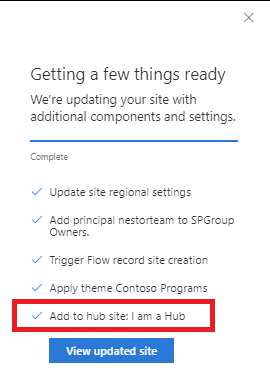 Getting a few things ready
We're updating your site with
additional components and settings.
Complete
Update site regional settings
Add principal nestorteam to SPGroup
Owners.
Trigger Flow record site creation
Apply theme Contoso Programs
Add to hub site: I am a Hub
View updated site